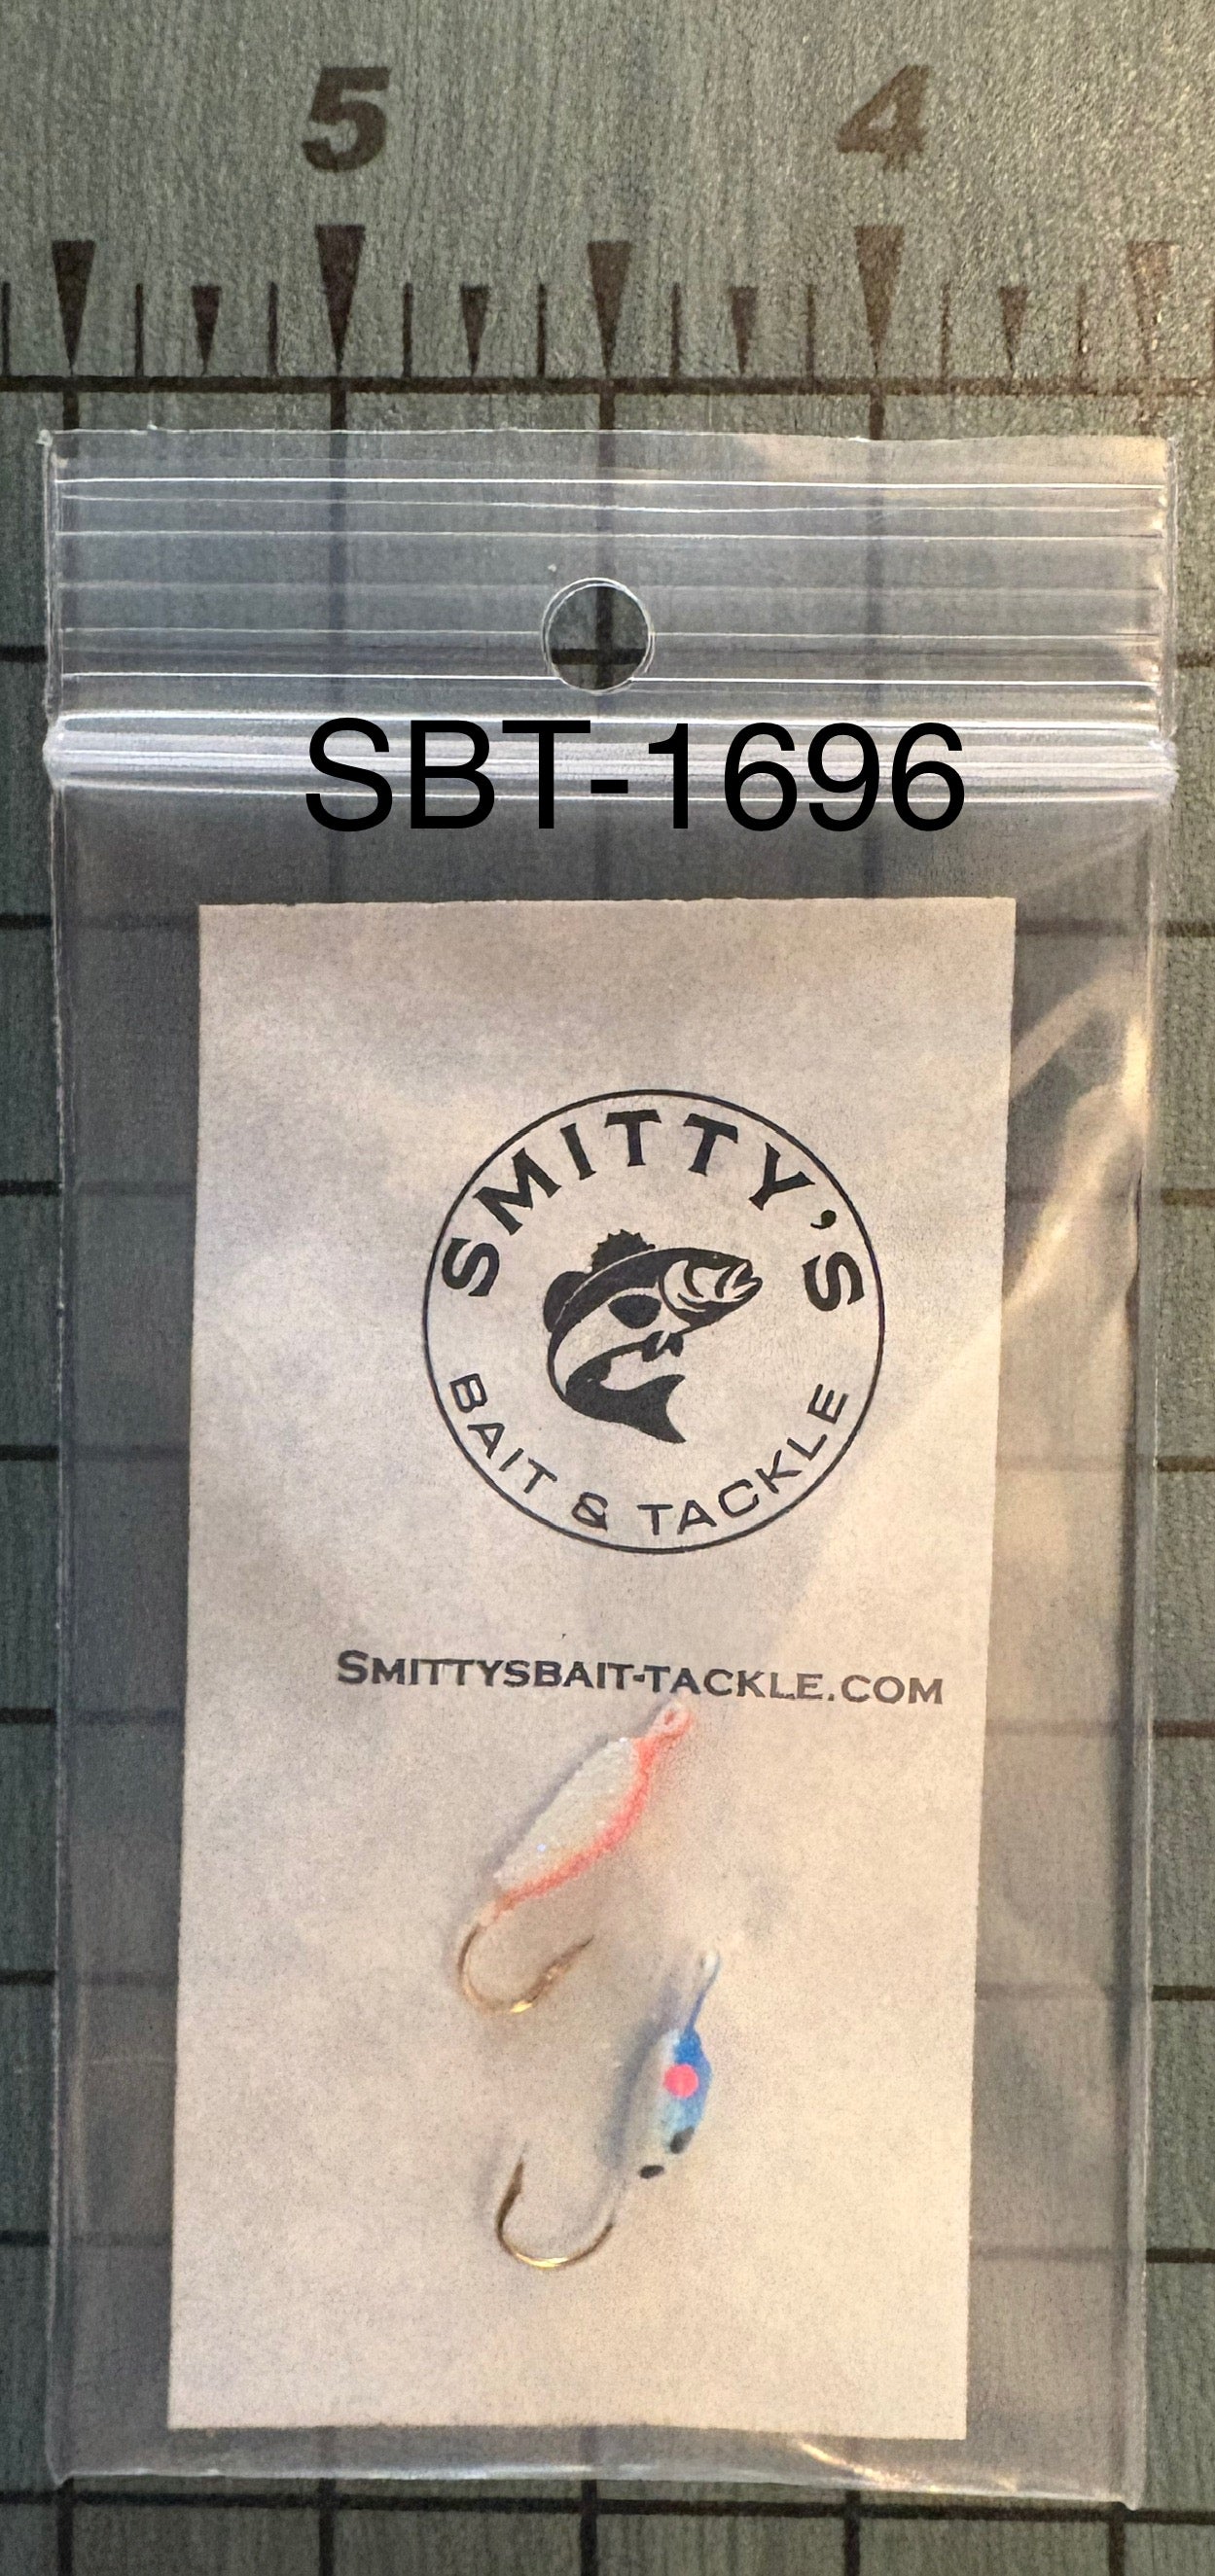 5 4
SBT-1696
SMITTY'S
BAIT & TACKLE
SMITTYSBAIT-TACKLE.COM